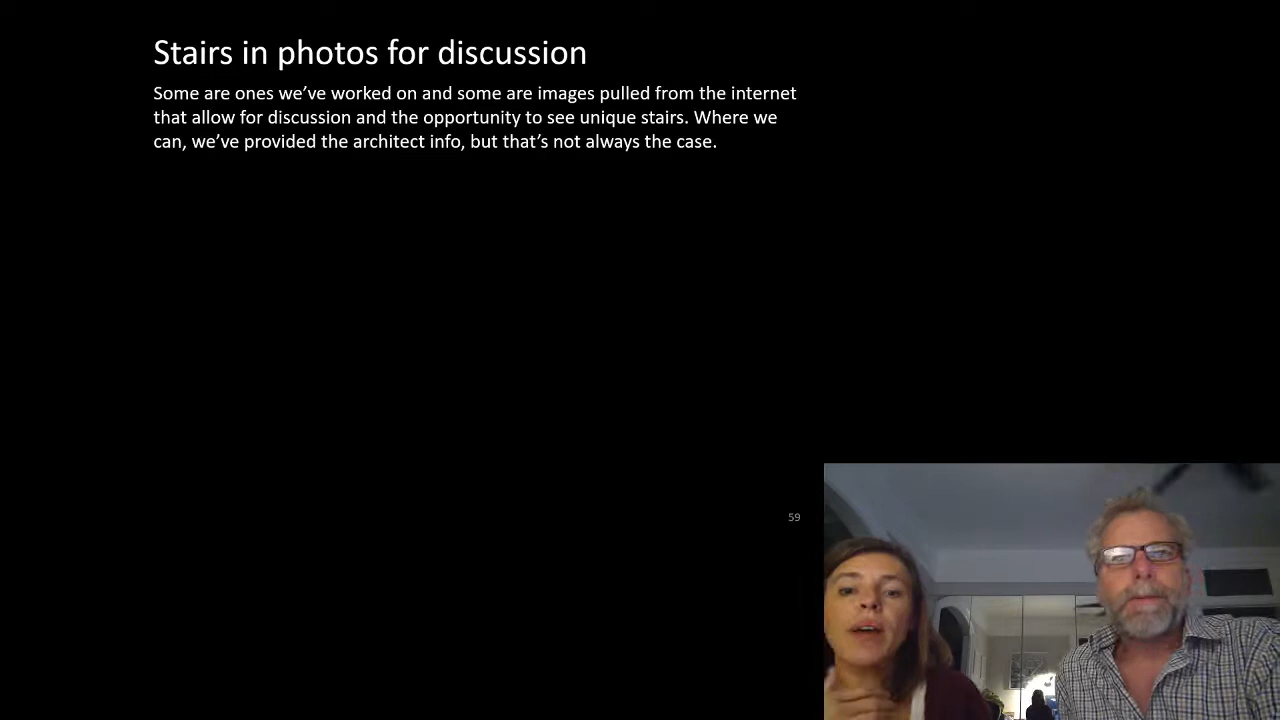 Stairs in photos for discussion
Some are ones we’ve worked on and some are images pulled from the internet
that allow for discussion and the opportunity to see unique stairs. Where we
can, we’ve provided the architect info, but that’s not always the case.
59